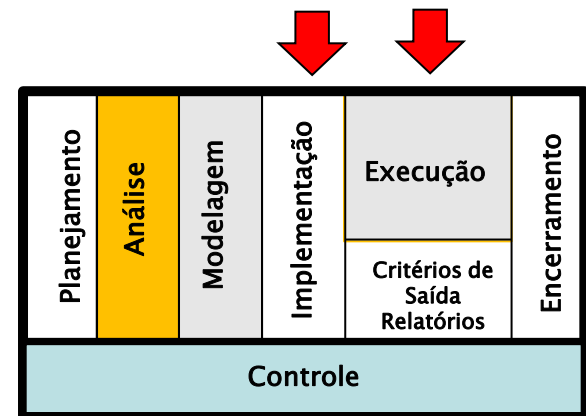 Planejamento
Análise
Modelagem
Implementação
Execução
Critérios de
Saída
Relatórios
Encerramento
Controle